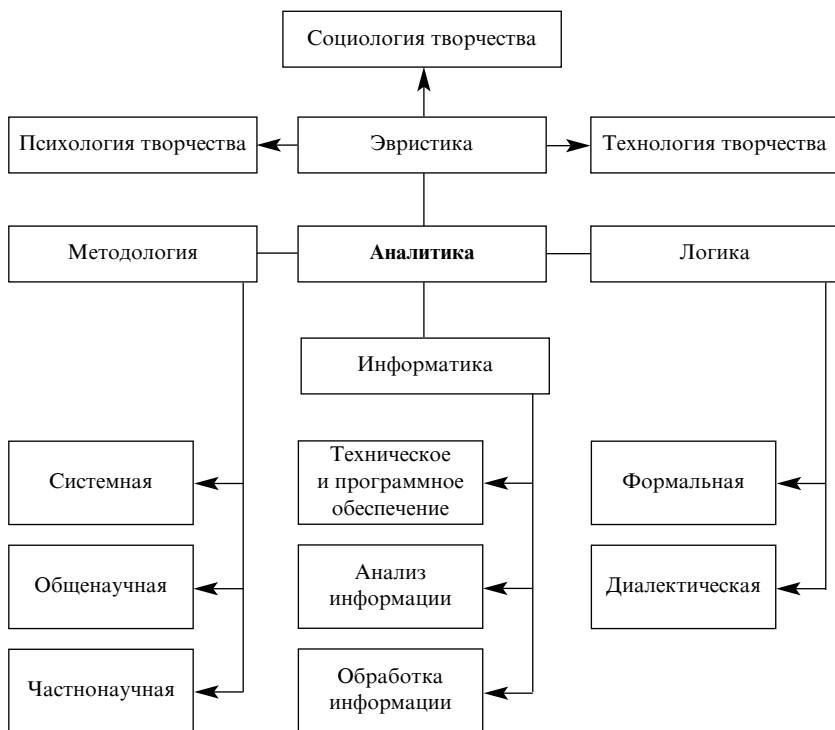 Социология творчества
Психология творчества
Эвристика
Технология творчества
Методология
Аналитика
Логика
Информатика
Системная
Техническое
и программное
обеспечение
Формальная
Общенаучная
Анализ
информации
Диалектическая
Частнонаучная
Обработка
информации